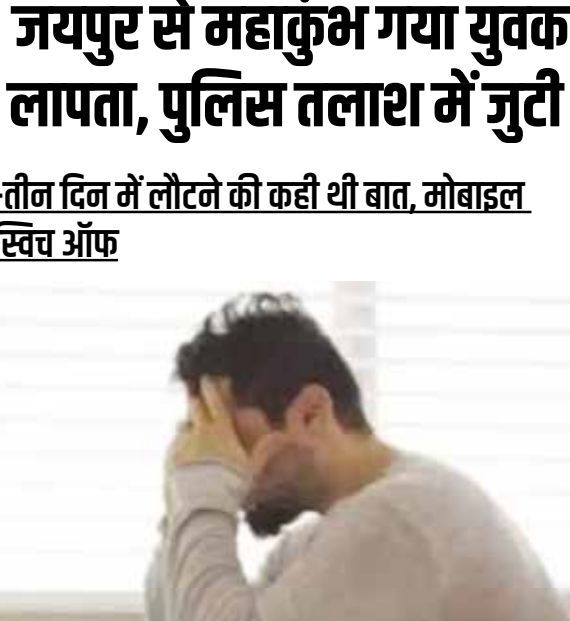 जयपुर से महाकुंभ गया युवक
लापता, पुलिस तलाश में जुटी
-तीन दिन में लौटने की कही थी बात, मोबाइल
स्विच ऑफ